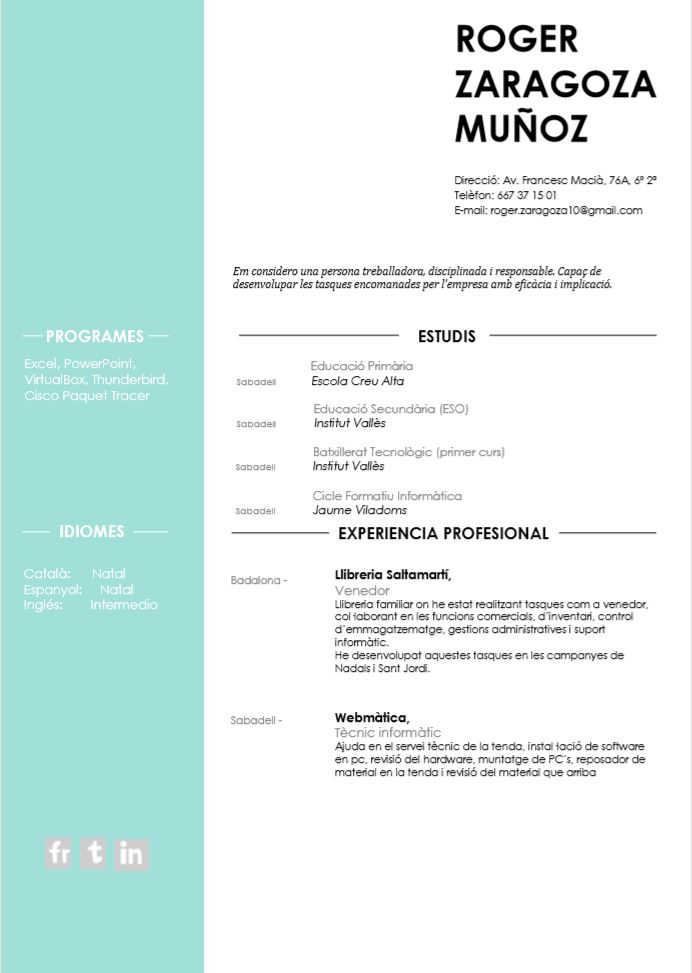 ROGER
ZARAGOZA
MUÑOZ
Direcció: Av. Francesc Macià, 76A, 6º 2ª
Telèfon: 667 37 15 01
E-mail: roger.zaragoza10@gmail.com
Em considero una persona treballadora, disciplinada i responsable. Capaç de
desenvolupar les tasques encomanades per l'empresa amb eficàcia i implicació.
PROGRAMES
Excel, PowerPoint,
VirtualBox, Thunderbird,
Cisco Paquet Tracer
IDIOMES
Català: Natal
Espanyol: Natal
Inglés: Intermedio
fr t in
ESTUDIS
Educació Primària
Sabadell Escola Creu Alta
Educació Secundària (ESO)
Sabadell Institut Vallès
Batxillerat Tecnològic (primer curs)
Sabadell Institut Vallès
Cicle Formatiu Informàtica
Sabadell Jaume Viladoms
EXPERIENCIA PROFESIONAL
Badalona - Llibreria Saltamartí,
Venedor
Llibreria familiar on he estat realitzant tasques com a venedor,
col·laborant en les funcions comercials, d'inventari, control
d'emmagatzematge, gestions administratives i suport
informàtic.
He desenvolupat aquestes tasques en les campanyes de
Nadals i Sant Jordi.
Sabadell - Webmàtica,
Tècnic informàtic
Ajuda en el servei tècnic de la tenda, instal·lació de software
en pc, revisió del hardware, muntatge de PC's, reposador de
material en la tenda i revisió del material que arriba